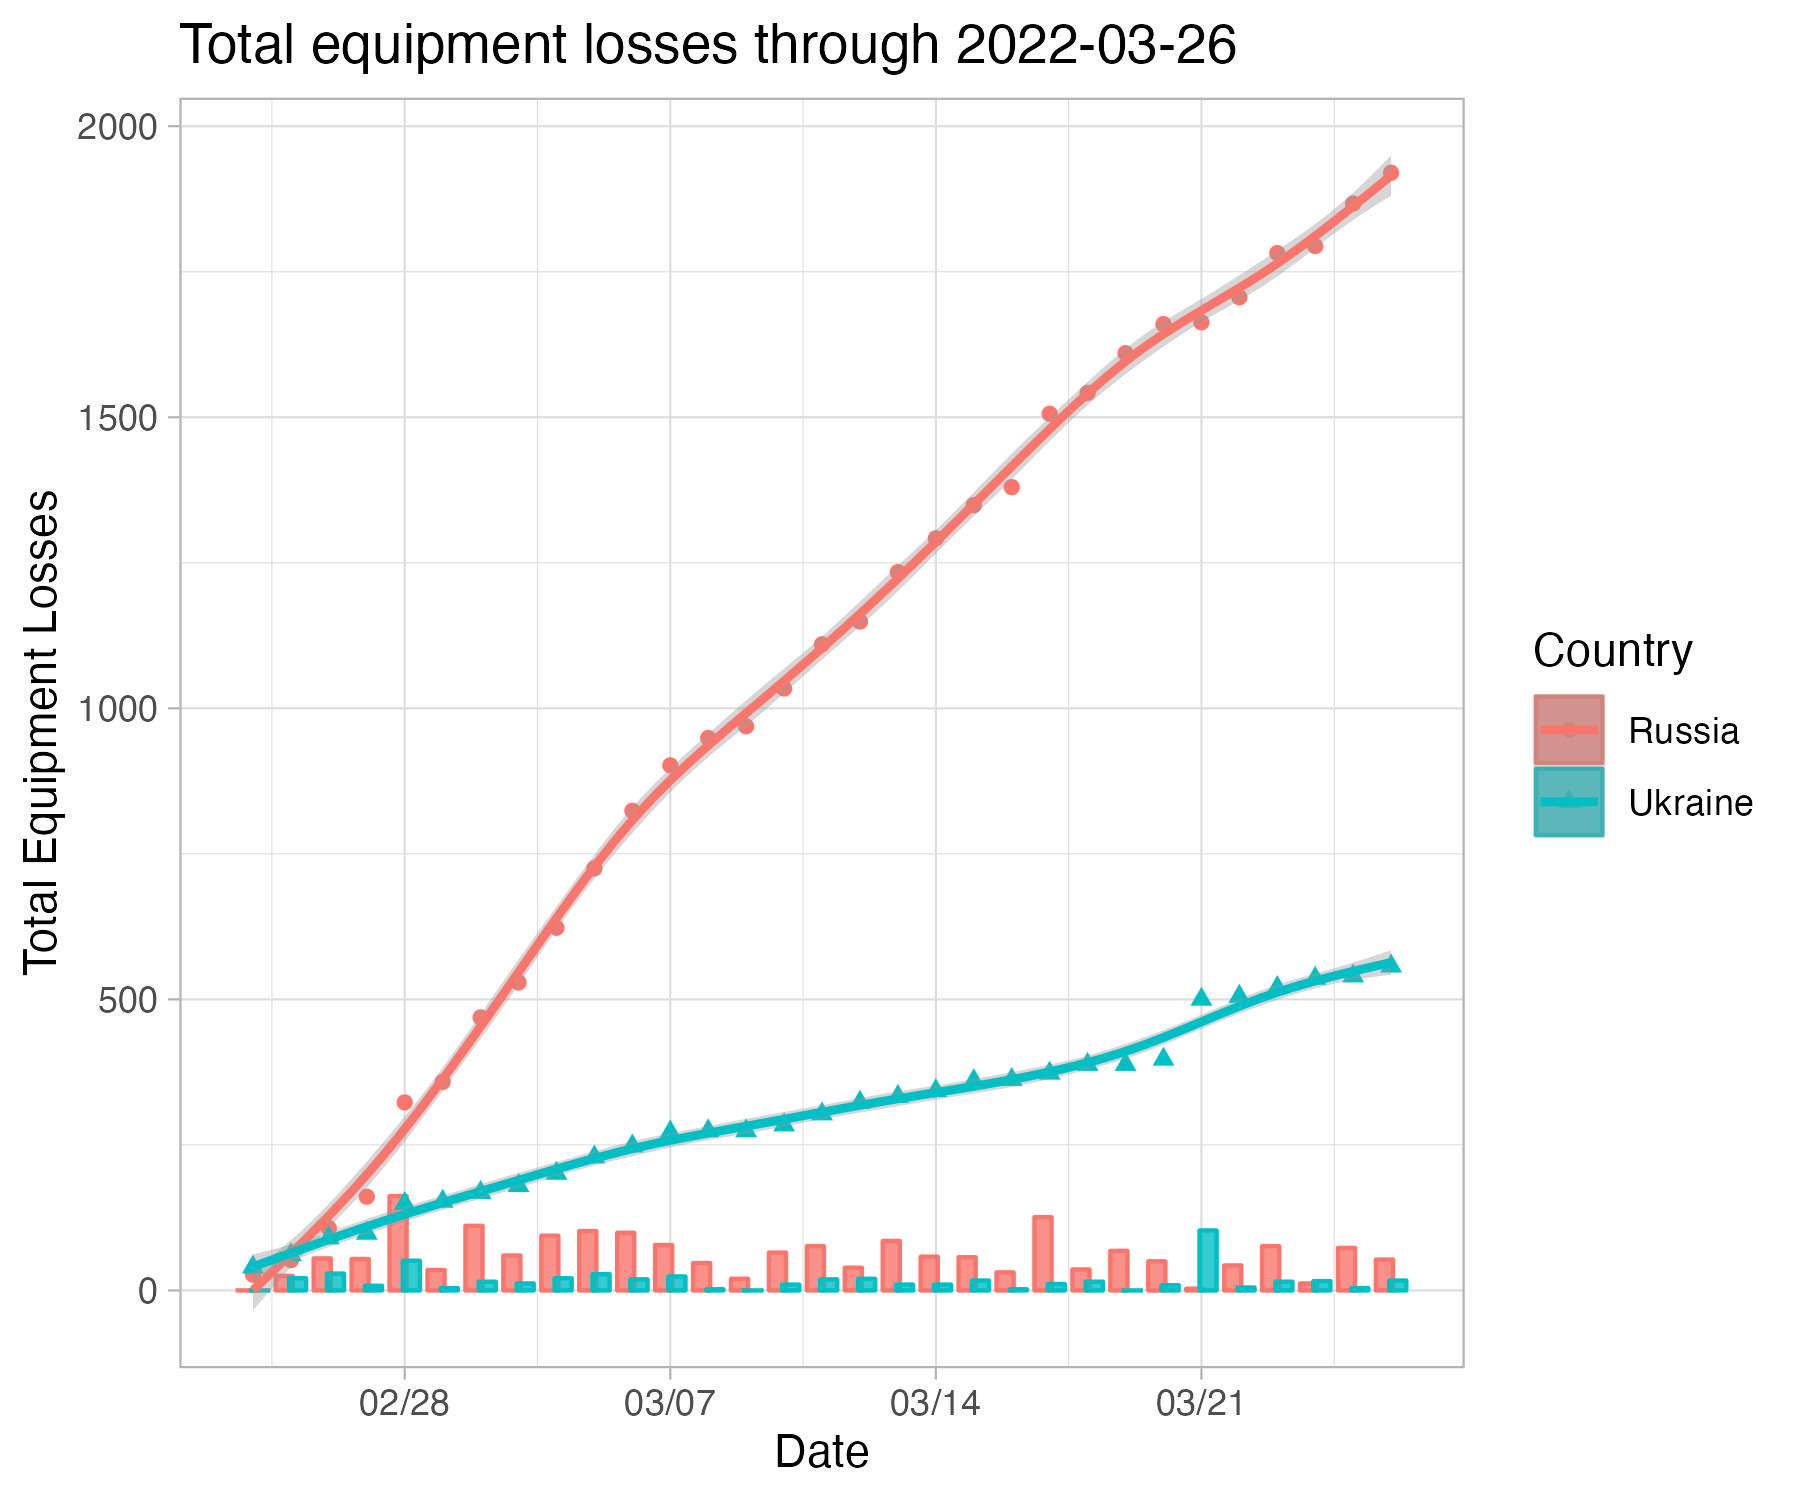 Total equipment losses through 2022-03-26
Total Equipment Losses
2000
1500
1000
500
0
02/28 03/07 03/14 03/21
Date
Country
Russia
Ukraine